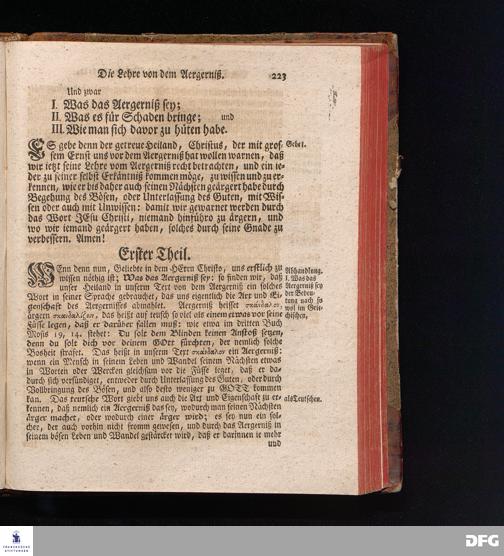 Die Lehre von dem Aergerniß. 223
Und zwar
I. Was das Aergerniß sey;
II. Was es für Schaden bringe; und
III. Wie man sich davor zu hüten habe.
ES gebe denn der getreue Heiland, Christus, der mit gros- Gebet.
sem Ernst uns vor dem Aergerniß hat wollen warnen, daß
wir jetzt seine Lehre vom Aergerniß recht betrachten, und ein ie-
der zu seiner selbst Erkäntniß kommen möge, zu wissen und zu er-
kennen, wie er bis daher auch seinen Nächsten geärgert habe durch
Begehung des Bösen, oder Unterlassung des Guten, mit Wis-
sen oder auch mit Unwissen: damit wir gewarnet werden durch
das Wort JEsu Christi, niemand hinführo zu ärgern, und
wo wir iemand geärgert haben, solches durch seine Gnade zu
verbessern. Amen!
Erster Theil.
WEnn denn nun, Geliebte in dem HErrn Christo, uns erstlich zu
wissen nöthig ist; Was das Aergerniß sey: so finden wir, daß
unser Heiland in unserm Text von dem Aergerniß ein solches
Wort in seiner Sprache gebrauchet, das uns eigentlich die Art und Ei-
genschaft des Aergernisses abmahlet. Aergerniß heisset σκάνδαλον,
ärgern σκανδαλίζειν, das heißt auf teusch so viel als einem etwas vor seine
Füsse legen, daß er darüber fallen muß: wie etwa im dritten Buch
Mosis 19, 14. stehet: Du solt dem Blinden keinen Anstoß setzen,
denn du solt dich vor deinem GOtt fürchten, der nemlich solche
Bosheit strafet. Das heißt in unserm Text σκάνδαλον ein Aergerniß:
wenn ein Mensch in seinem Leben und Wandel seinem Nächsten etwas
in Worten oder Wercken gleichsam vor die Füsse leget, daß er da-
durch sich versündiget, entweder durch Unterlassung des Guten, oder durch
Vollbringung des Bösen, und also desto weniger zu GOTT kommen
kan. Das teutsche Wort giebt uns auch die Art und Eigenschaft zu er-
kennen, daß nemlich ein Aergerniß das sey, wodurch man seinen Nächsten
ärger machet, oder wodurch einer ärger wird; es sey nun ein sol-
cher, der auch vorhin nicht fromm gewesen, und durch das Aergerniß in
seinem bösen Leben und Wandel gestärcket wird, daß er darinnen ie mehr
und
Abhandlung.
I. Was das
Aergerniß sey
der Bedeu-
tung nach so
wol im Grie-
chischen,
als Teutschen.
FRANCKESCHE
STIFTUNGEN
DFG